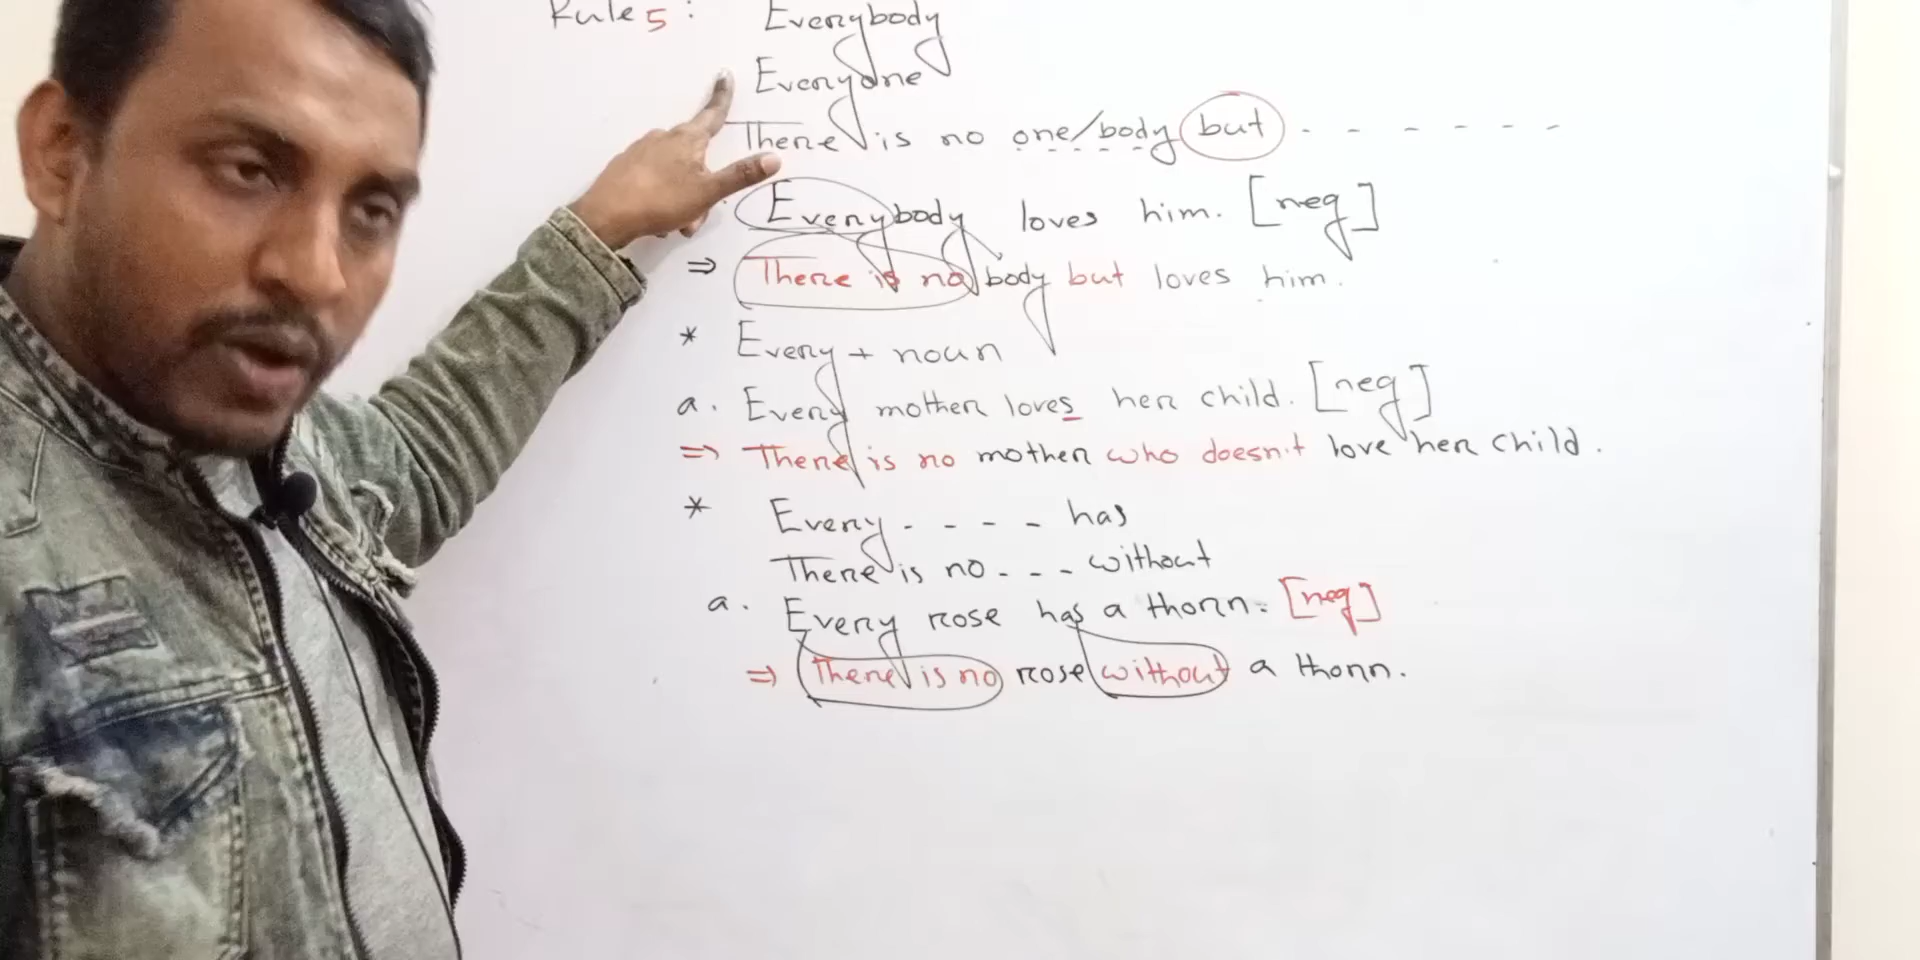 Rule 5: Everybody
Everyone
There is no one/body but - - - - - -
Everybody loves him. [neg]
⇒ There is nobody but loves him.
* Every + noun
a. Every mother loves her child. [neg]
⇒ There is no mother who doesn't love her child.
* Every - - - - has
There is no - - - without
a. Every rose has a thorn. [neg]
⇒ There is no rose without a thorn.